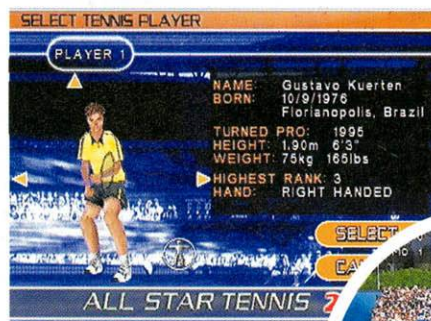 SELECT TENNIS PLAYER
PLAYER 1
NAME: Gustavo Kuerten
BORN: 10/9/1976
Florianopolis, Brazil
TURNED PRO: 1995
HEIGHT: 1.90m 6'3"
WEIGHT: 75kg 165lbs
HIGHEST RANK: 3
HAND: RIGHT HANDED
SELECT
ALL STAR TENNIS 2